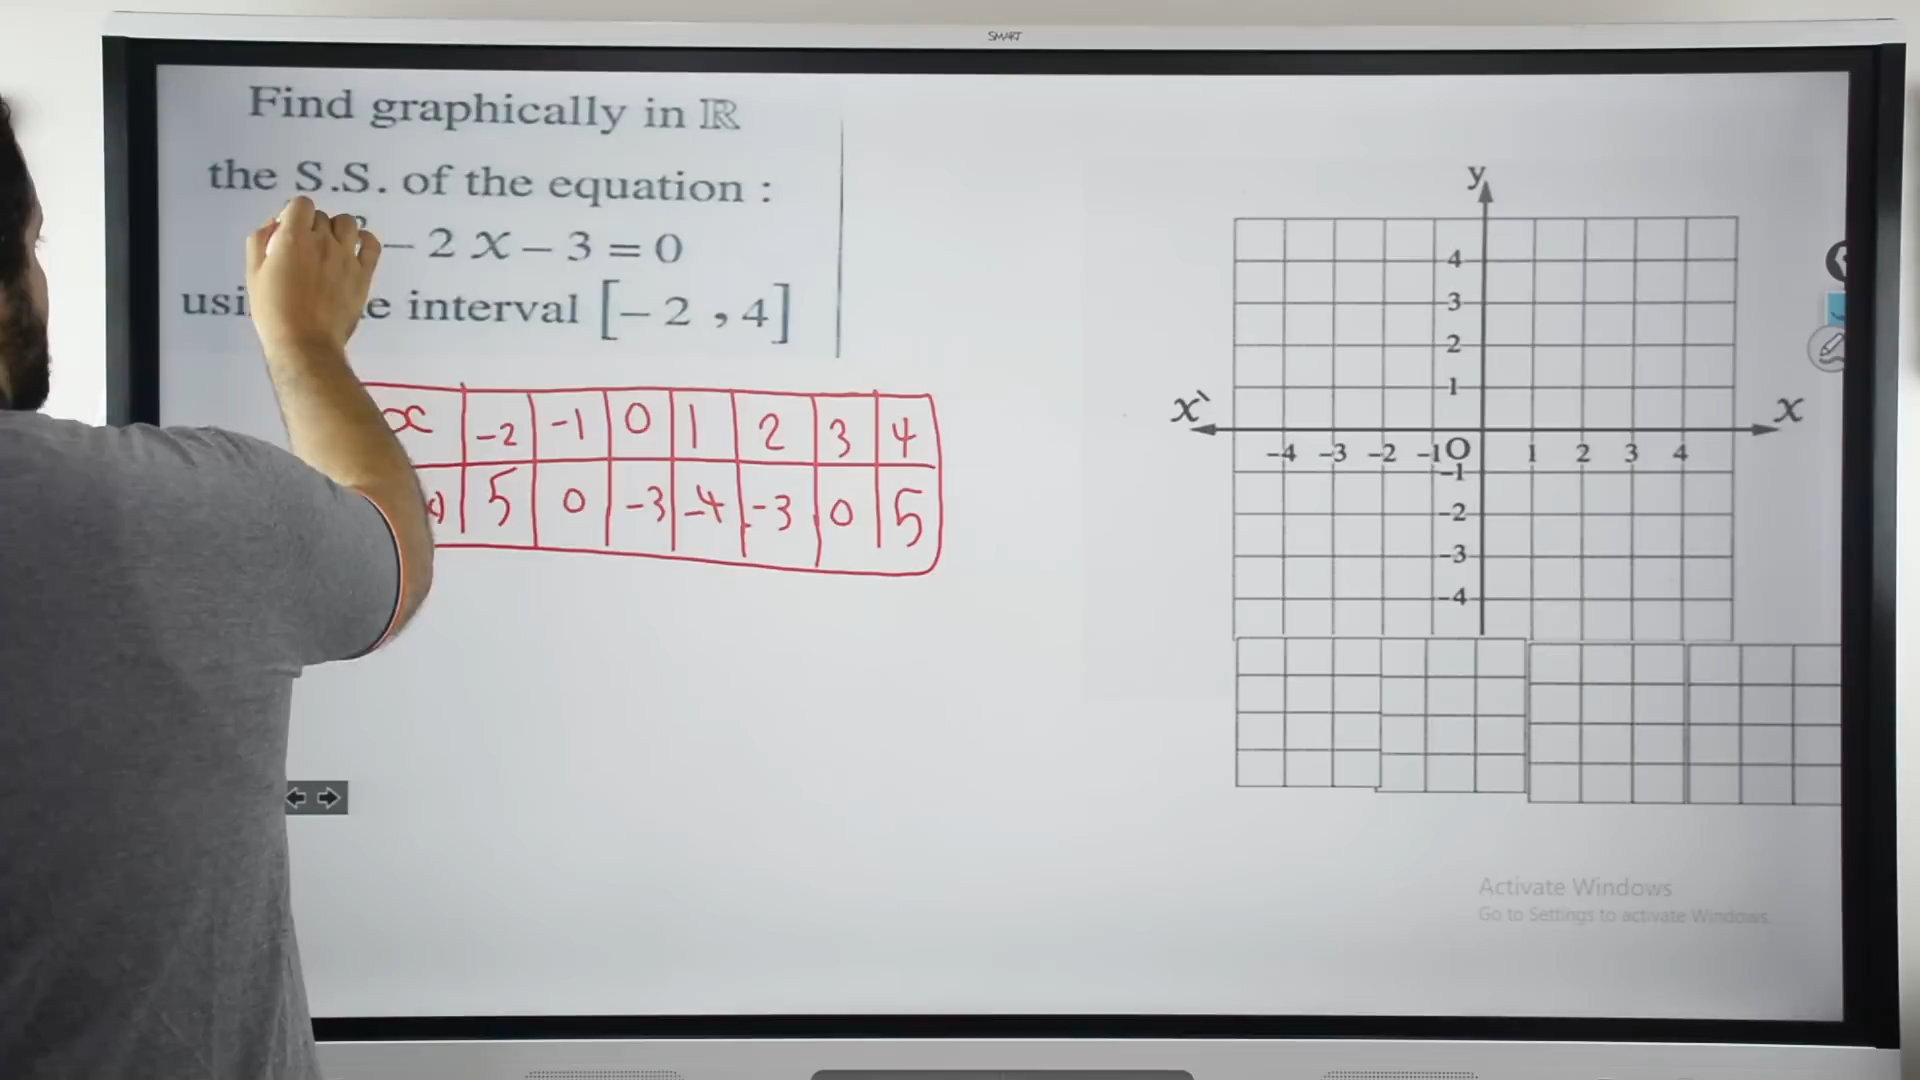 SMART
Find graphically in ℝ
the S.S. of the equation :
– 2 x – 3 = 0
interval [– 2 , 4]
x -2 -1 0 1 2 3 4
5 0 -3 -4 -3 0 5
y
4
3
2
1
x` x
-4 -3 -2 -1 O 1 2 3 4
-1
-2
-3
-4
Activate Windows
Go to Settings to activate Windows.